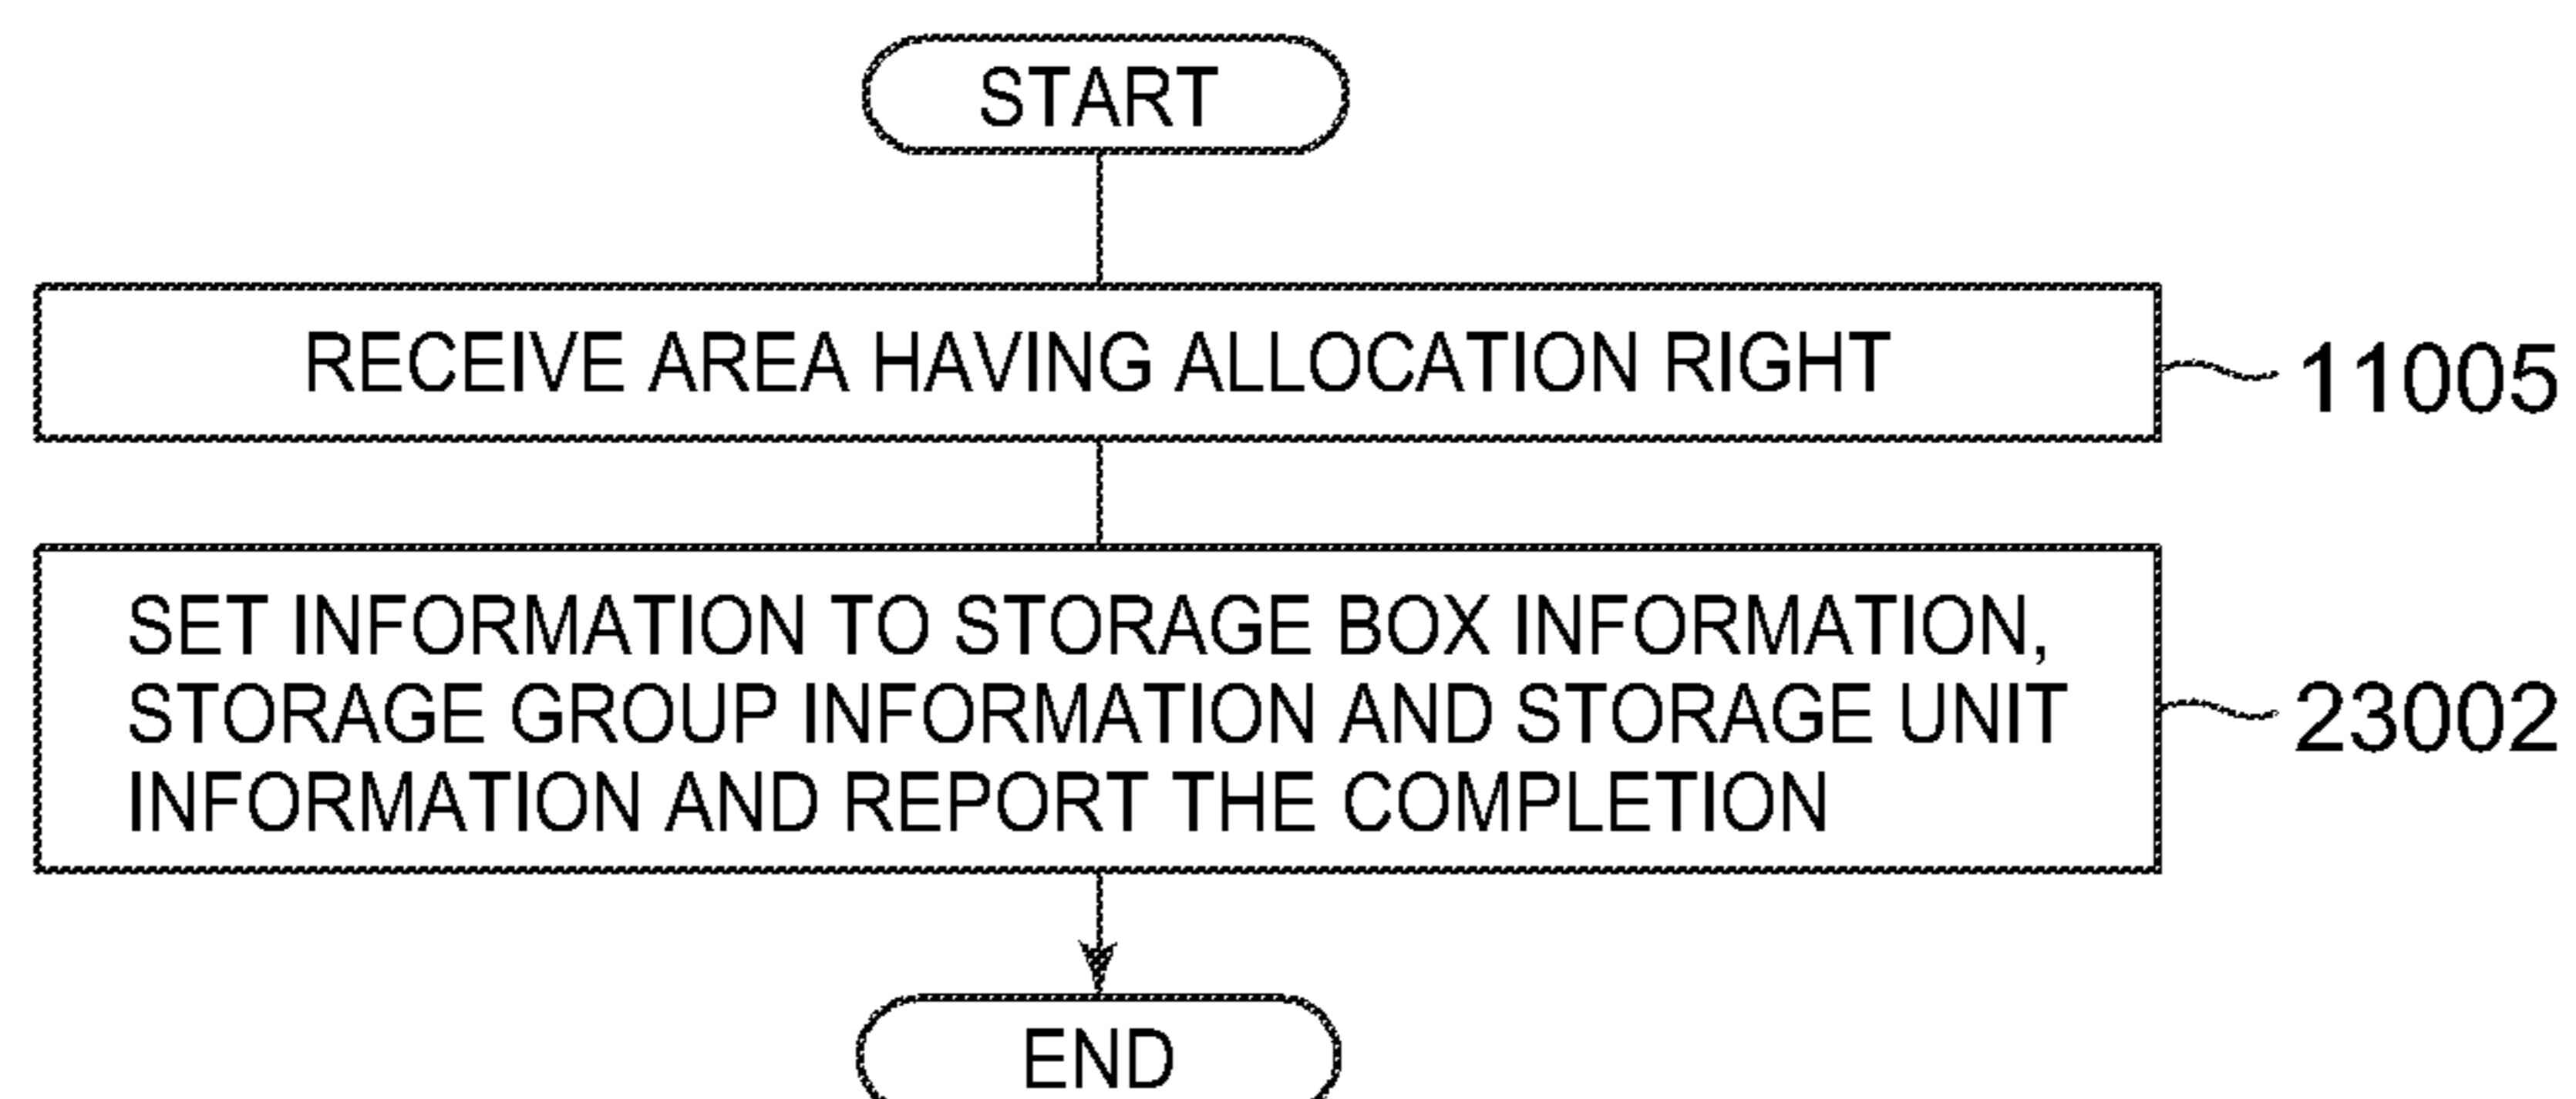 START
RECEIVE AREA HAVING ALLOCATION RIGHT
11005
SET INFORMATION TO STORAGE BOX INFORMATION,
STORAGE GROUP INFORMATION AND STORAGE UNIT
INFORMATION AND REPORT THE COMPLETION
23002
END